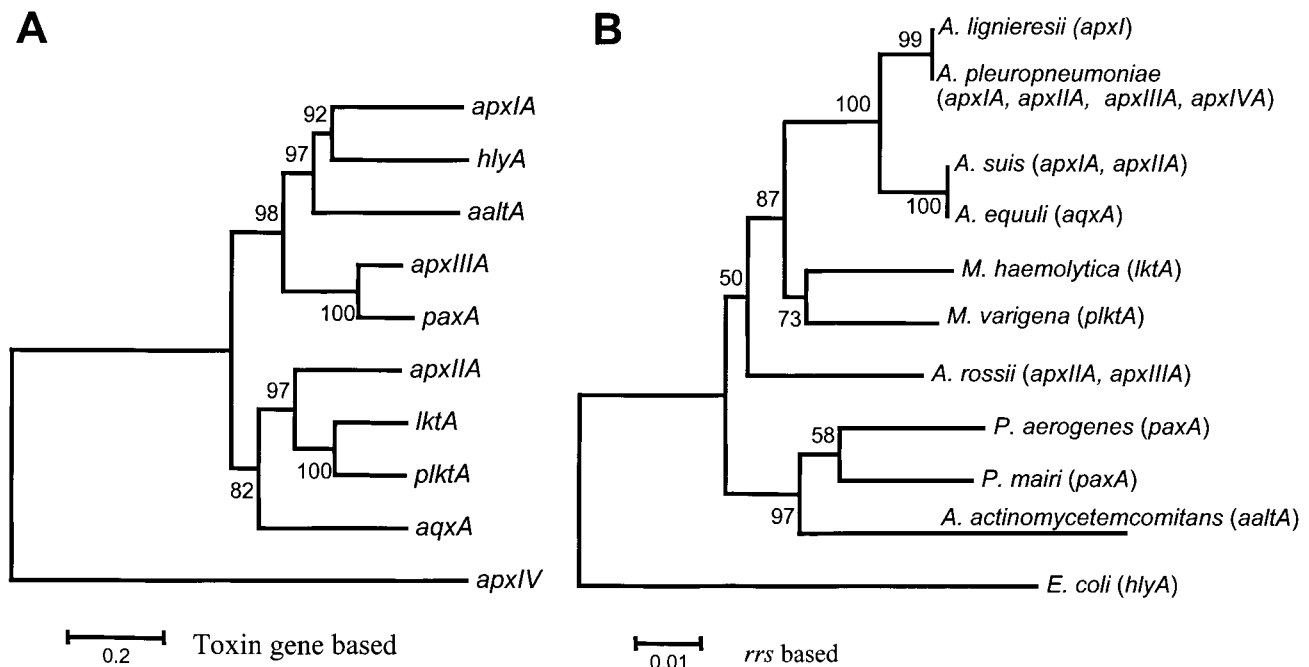 A
92
apxIA
97
hlyA
98
aaltA
apxIIIA
100
paxA
97
apxIIA
lktA
100
plktA
82
aqxA
apxIV
0.2
Toxin gene based
B
99
A. lignieresii (apxI)
A. pleuropneumoniae
(apxIA, apxIIA, apxIIIA, apxIVA)
100
A. suis (apxIA, apxIIA)
100
A. equuli (aqxA)
87
M. haemolytica (lktA)
50
73
M. varigena (plktA)
A. rossii (apxIIA, apxIIIA)
58
P. aerogenes (paxA)
P. mairi (paxA)
97
A. actinomycetemcomitans (aaltA)
E. coli (hlyA)
0.01
rrs based